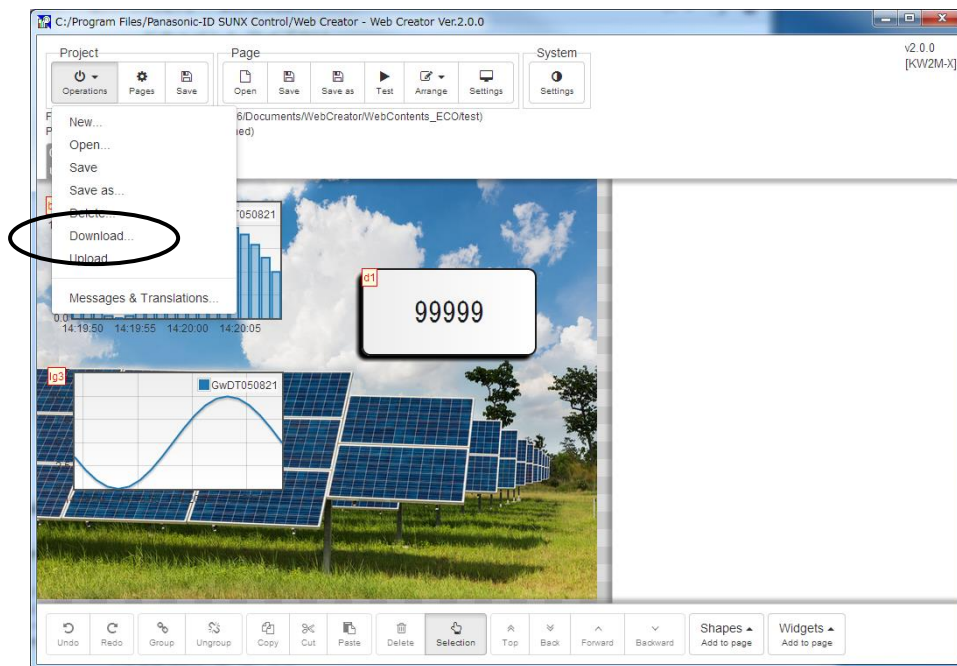 C:/Program Files/Panasonic-ID SUNX Control/Web Creator - Web Creator Ver.2.0.0
Project
Page
System
v2.0.0
[KW2M-X]
Operations
Pages
Save
Open
Save
Save as
Test
Arrange
Settings
Settings
6/Documents/WebCreator/WebContents_ECO/test)
ed)
New...
Open...
Save
Save as...
Delete...
Download...
Upload...
Messages & Translations...
DT050821
0.0
14:19:50 14:19:55 14:20:00 14:20:05
d1
99999
lg3
GwDT050821
Undo
Redo
Group
Ungroup
Copy
Cut
Paste
Delete
Selection
Top
Back
Forward
Backward
Shapes
Add to page
Widgets
Add to page